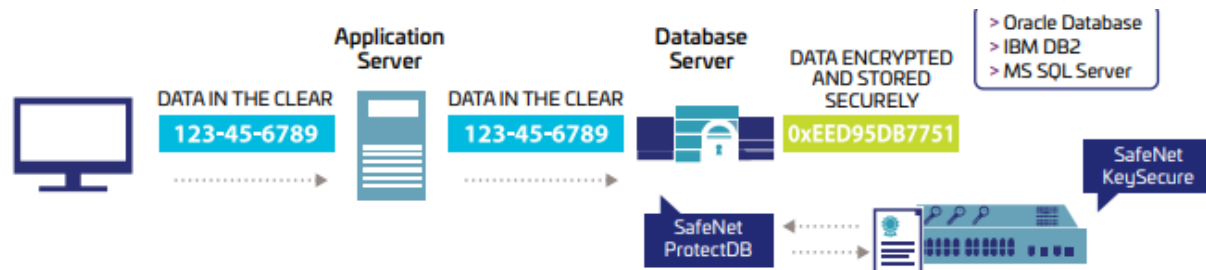 Application
Server
Database
Server
> Oracle Database
> IBM DB2
> MS SQL Server
DATA IN THE CLEAR
123-45-6789
DATA IN THE CLEAR
123-45-6789
DATA ENCRYPTED
AND STORED
SECURELY
0xEED95DB7751
SafeNet
KeySecure
SafeNet
ProtectDB